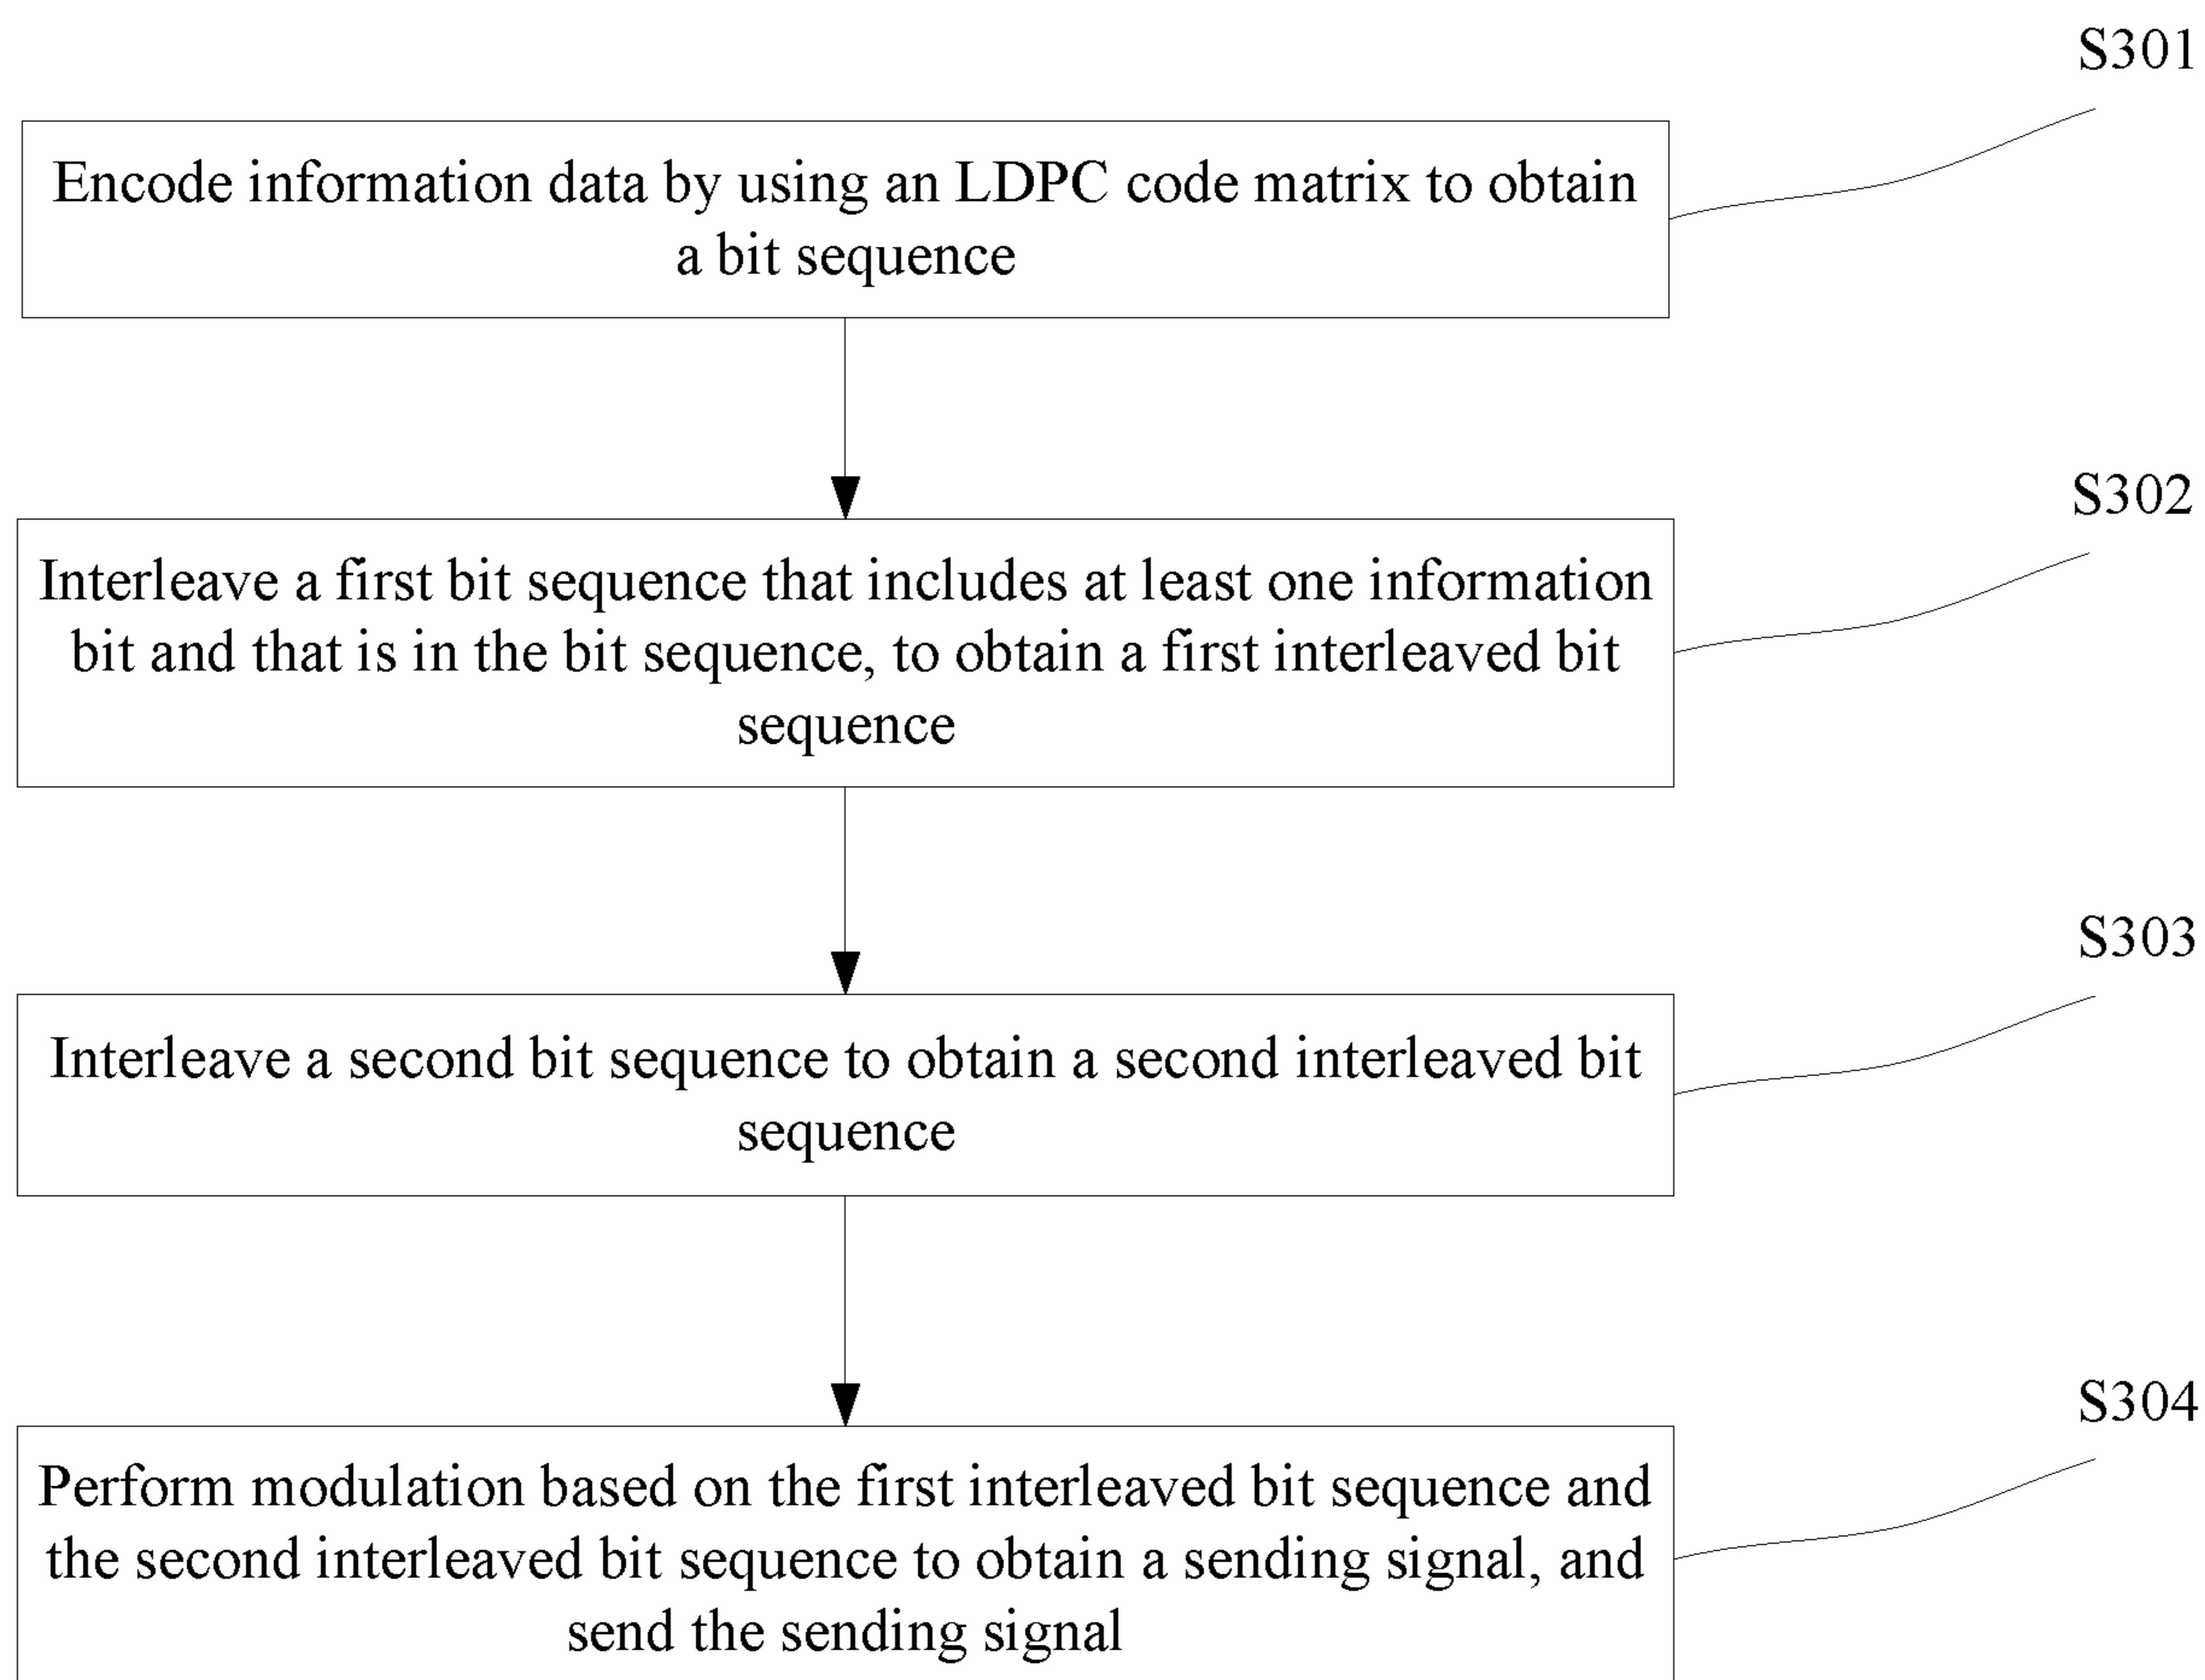 S301
Encode information data by using an LDPC code matrix to obtain
a bit sequence
S302
Interleave a first bit sequence that includes at least one information
bit and that is in the bit sequence, to obtain a first interleaved bit
sequence
S303
Interleave a second bit sequence to obtain a second interleaved bit
sequence
S304
Perform modulation based on the first interleaved bit sequence and
the second interleaved bit sequence to obtain a sending signal, and
send the sending signal